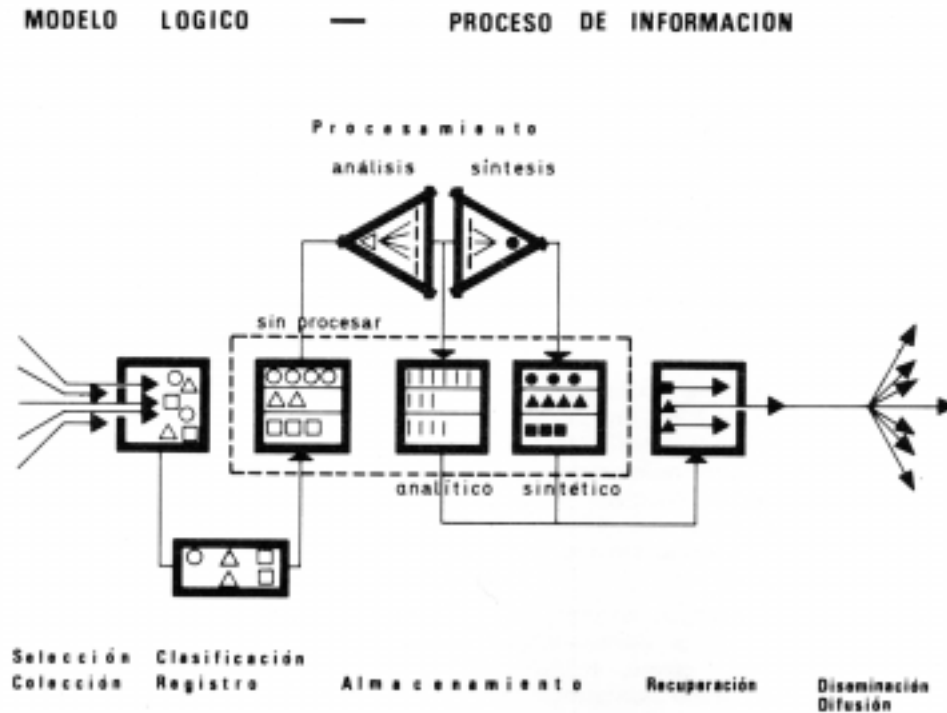 MODELO LOGICO — PROCESO DE INFORMACION
Procesamiento
análisis síntesis
sin procesar
analítico sintético
Selección Clasificación
Colección Registro Almacenamiento Recuperación Diseminación
Difusión